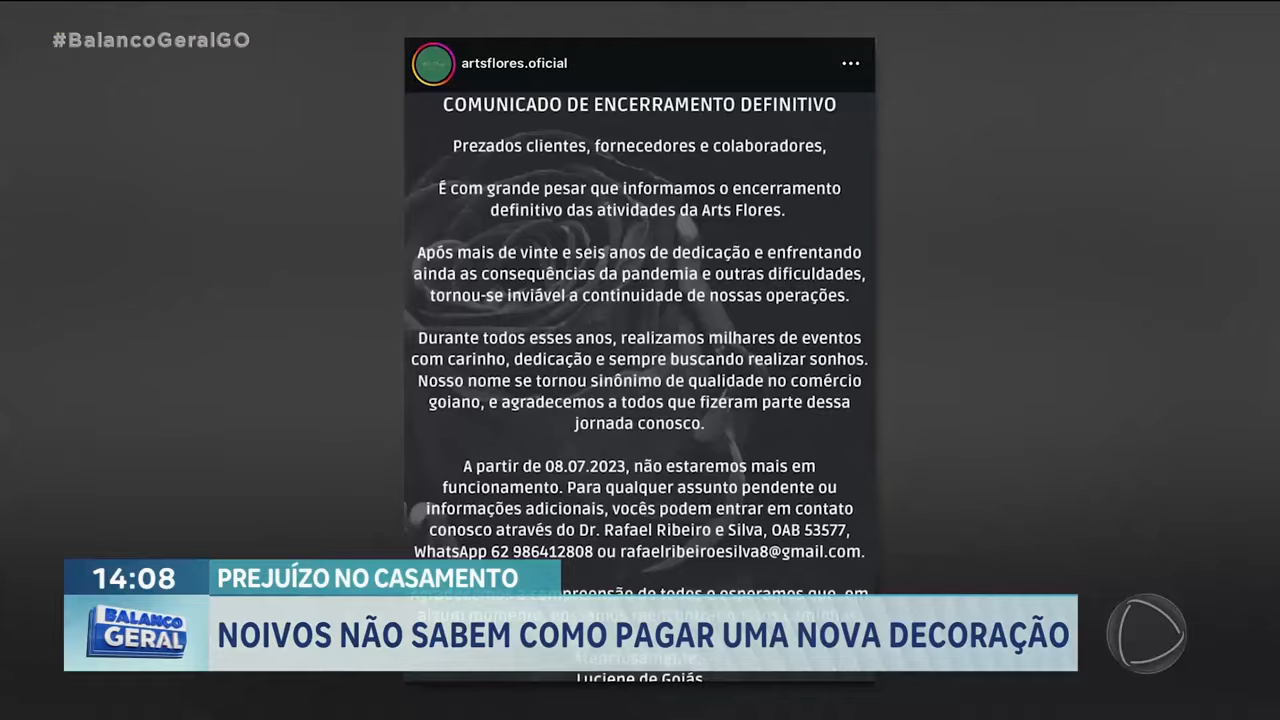 #BalancoGeralGO
artsflores.oficial
COMUNICADO DE ENCERRAMENTO DEFINITIVO
Prezados clientes, fornecedores e colaboradores,
É com grande pesar que informamos o encerramento
definitivo das atividades da Arts Flores.
Após mais de vinte e seis anos de dedicação e enfrentando
ainda as consequências da pandemia e outras dificuldades,
tornou-se inviável a continuidade de nossas operações.
Durante todos esses anos, realizamos milhares de eventos
com carinho, dedicação e sempre buscando realizar sonhos.
Nosso nome se tornou sinônimo de qualidade no comércio
goiano, e agradecemos a todos que fizeram parte dessa
jornada conosco.
A partir de 08.07.2023, não estaremos mais em
funcionamento. Para qualquer assunto pendente ou
informações adicionais, vocês podem entrar em contato
conosco através do Dr. Rafael Ribeiro e Silva, OAB 53577,
WhatsApp 62 986412808 ou rafaelribeiroesilva8@gmail.com.
compreensão de todos e esperamos que, em
Atenciosamente,
Luciene de Goiás
14:08
PREJUÍZO NO CASAMENTO
BALANCO
GERAL
NOIVOS NÃO SABEM COMO PAGAR UMA NOVA DECORAÇÃO